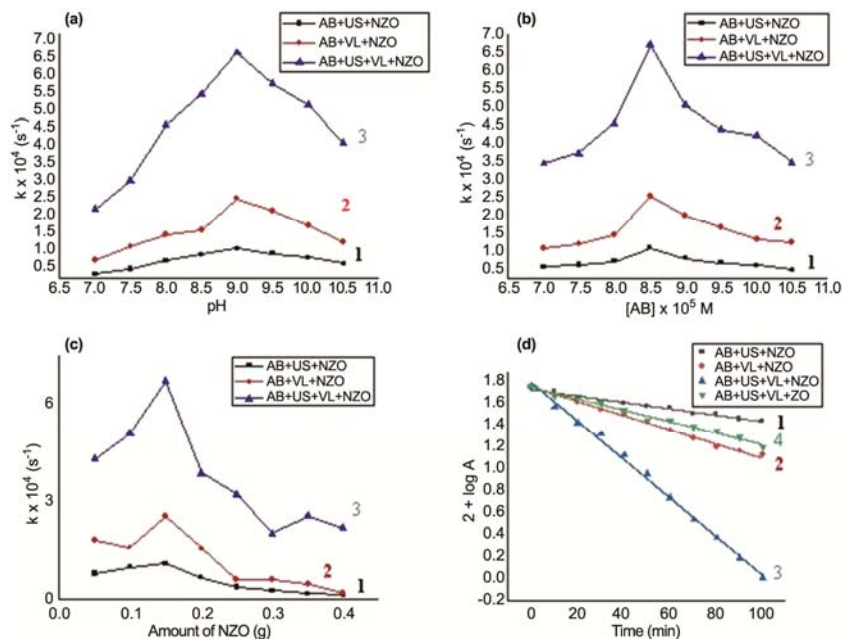 (a)
AB+US+NZO
AB+VL+NZO
AB+US+VL+NZO
k x 10⁴ (s⁻¹)
7.0
6.5
6.0
5.5
5.0
4.5
4.0
3.5
3.0
2.5
2.0
1.5
1.0
0.5
3
2
1
6.5 7.0 7.5 8.0 8.5 9.0 9.5 10.0 10.5 11.0
pH
(b)
AB+US+NZO
AB+VL+NZO
AB+US+VL+NZO
k x 10⁴ (s⁻¹)
7.0
6.5
6.0
5.5
5.0
4.5
4.0
3.5
3.0
2.5
2.0
1.5
1.0
0.5
3
2
1
6.5 7.0 7.5 8.0 8.5 9.0 9.5 10.0 10.5 11.0
[AB] x 10⁵ M
(c)
AB+US+NZO
AB+VL+NZO
AB+US+VL+NZO
k x 10⁴ (s⁻¹)
6
3
0
3
2
1
0.0 0.1 0.2 0.3 0.4
Amount of NZO (g)
(d)
AB+US+NZO
AB+VL+NZO
AB+US+VL+NZO
AB+US+VL+ZO
2 + log A
1.8
1.6
1.4
1.2
1.0
0.8
0.6
0.4
0.2
0.0
-0.2
1
4
2
3
0 20 40 60 80 100
Time (min)